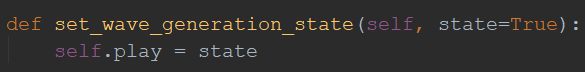 def set_wave_generation_state(self, state=True):
    self.play = state